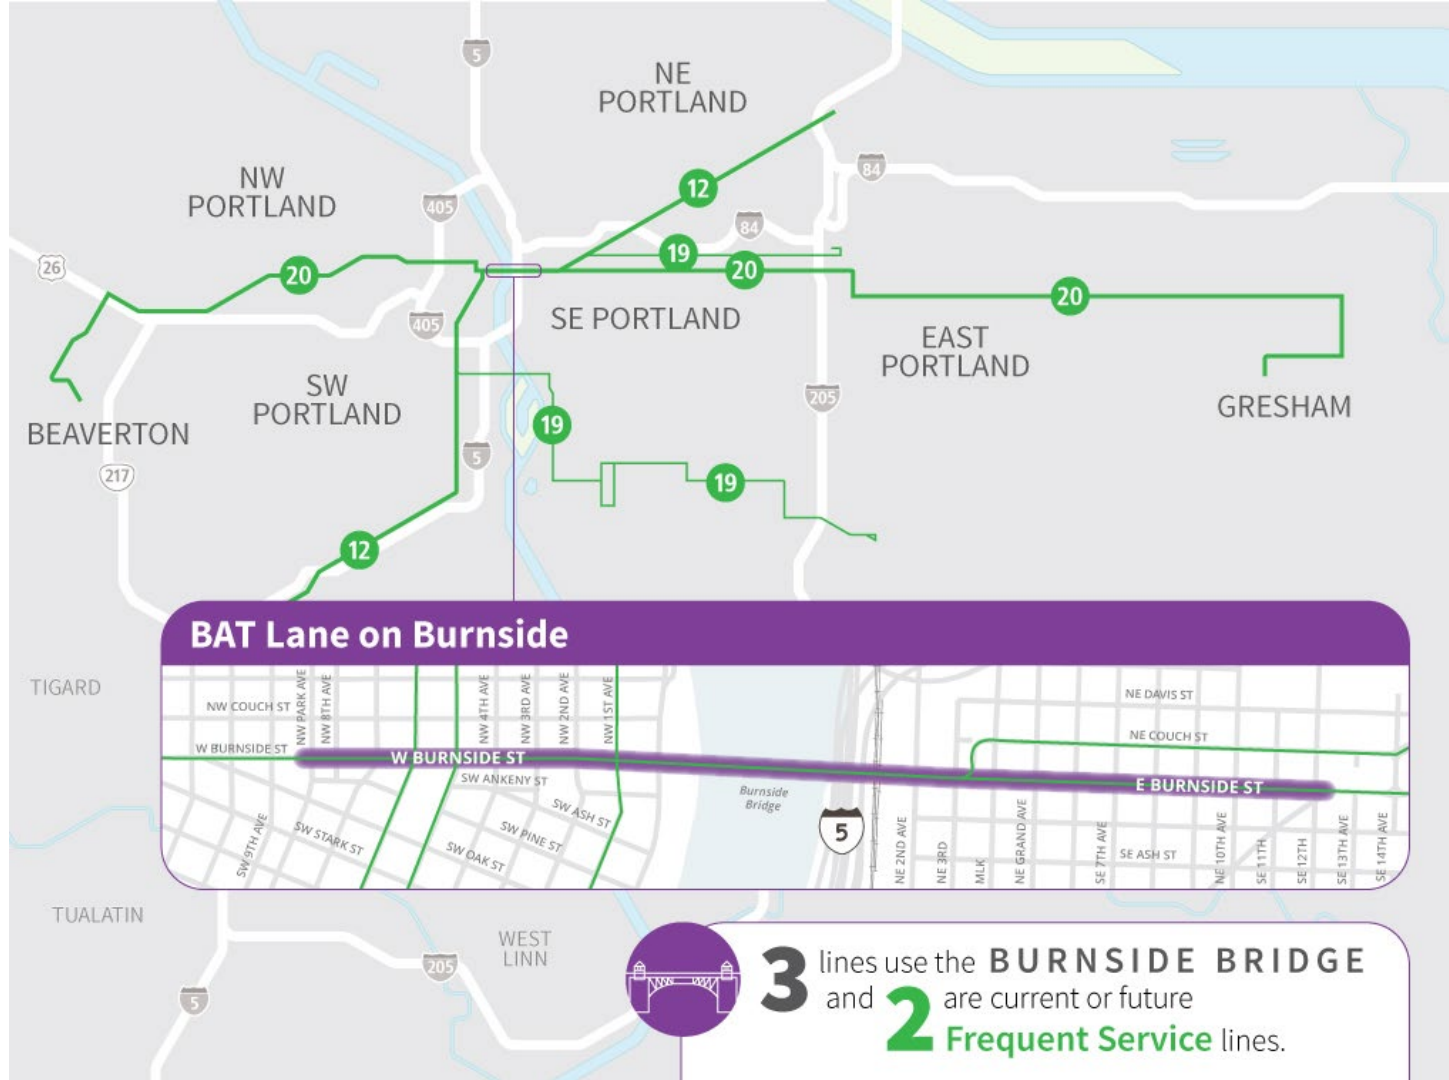 5
NE
PORTLAND
84
12
NW
PORTLAND
405
84
26
19
20
20
20
405
SE PORTLAND
EAST
PORTLAND
SW
PORTLAND
205
GRESHAM
BEAVERTON
19
5
217
19
12
BAT Lane on Burnside
TIGARD
NW COUCH ST
NW PARK AVE
NW 8TH AVE
NW 4TH AVE
NW 3RD AVE
NW 2ND AVE
NW 1ST AVE
NE DAVIS ST
NE COUCH ST
W BURNSIDE ST
W BURNSIDE ST
SW ANKENY ST
E BURNSIDE ST
Burnside
Bridge
SW 9TH AVE
SW STARK ST
SW OAK ST
SW PINE ST
SW ASH ST
5
NE 2ND AVE
NE 3RD
MLK
NE GRAND AVE
SE 7TH AVE
SE ASH ST
NE 10TH AVE
SE 11TH
SE 12TH
SE 13TH AVE
SE 14TH AVE
TUALATIN
WEST
LINN
205
5
3 lines use the BURNSIDE BRIDGE
and 2 are current or future
Frequent Service lines.